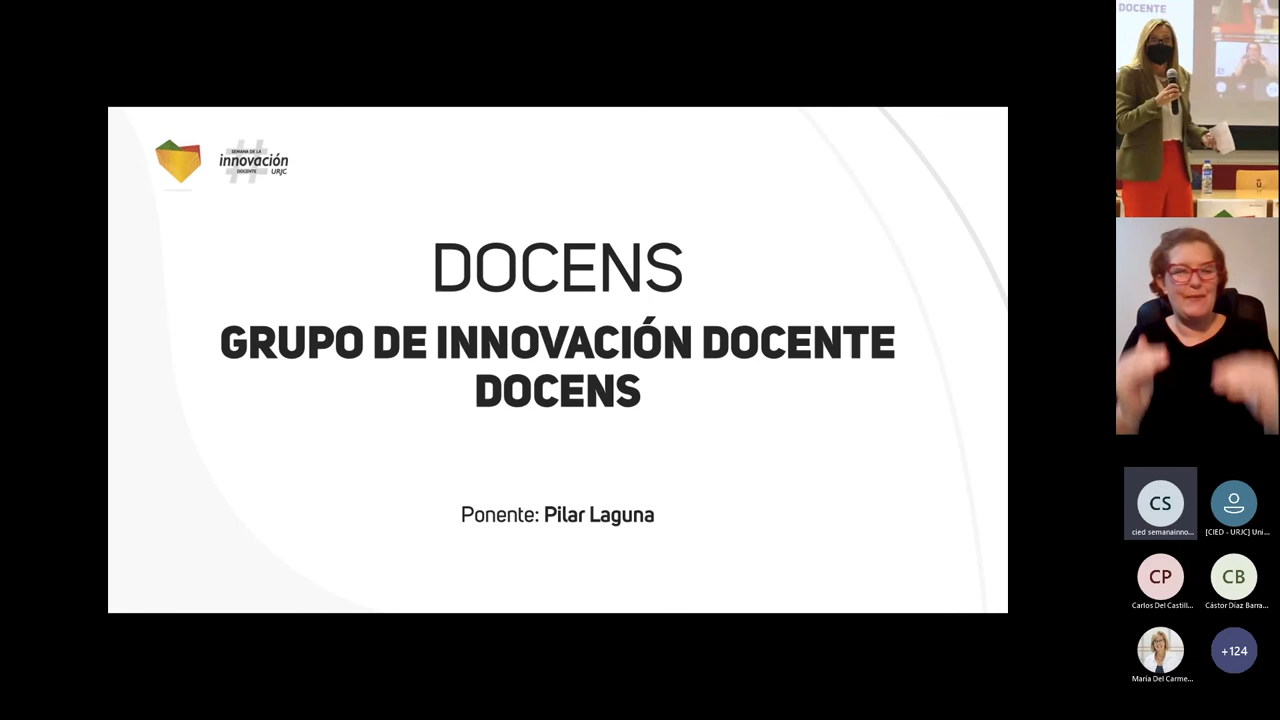 SEMANA DE LA
innovación
DOCENTE URJC
DOCENS
GRUPO DE INNOVACIÓN DOCENTE
DOCENS
Ponente: Pilar Laguna
DOCENTE
CS
cied semanainno...
[CIED - URJC] Uni...
CP
Carlos Del Castill...
CB
Cástor Díaz Barra...
María Del Carme...
+124